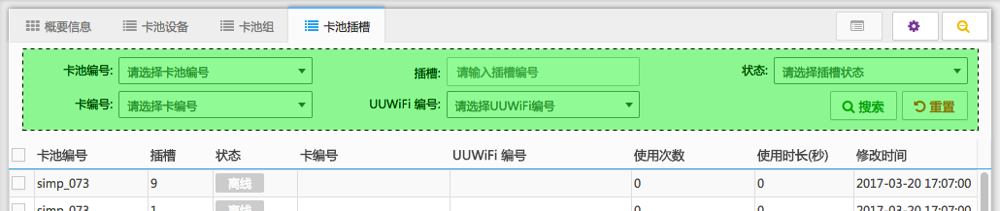 概要信息 卡池设备 卡池组 卡池插槽
卡池编号: 请选择卡池编号 插槽: 请输入插槽编号 状态: 请选择插槽状态
卡编号: 请选择卡编号 UUWiFi 编号: 请选择UUWiFi编号 搜索 重置
卡池编号 插槽 状态 卡编号 UUWiFi 编号 使用次数 使用时长(秒) 修改时间
simp_073 9 离线 0 0 2017-03-20 17:07:00
simp_073 1 离线 0 0 2017-03-20 17:07:00